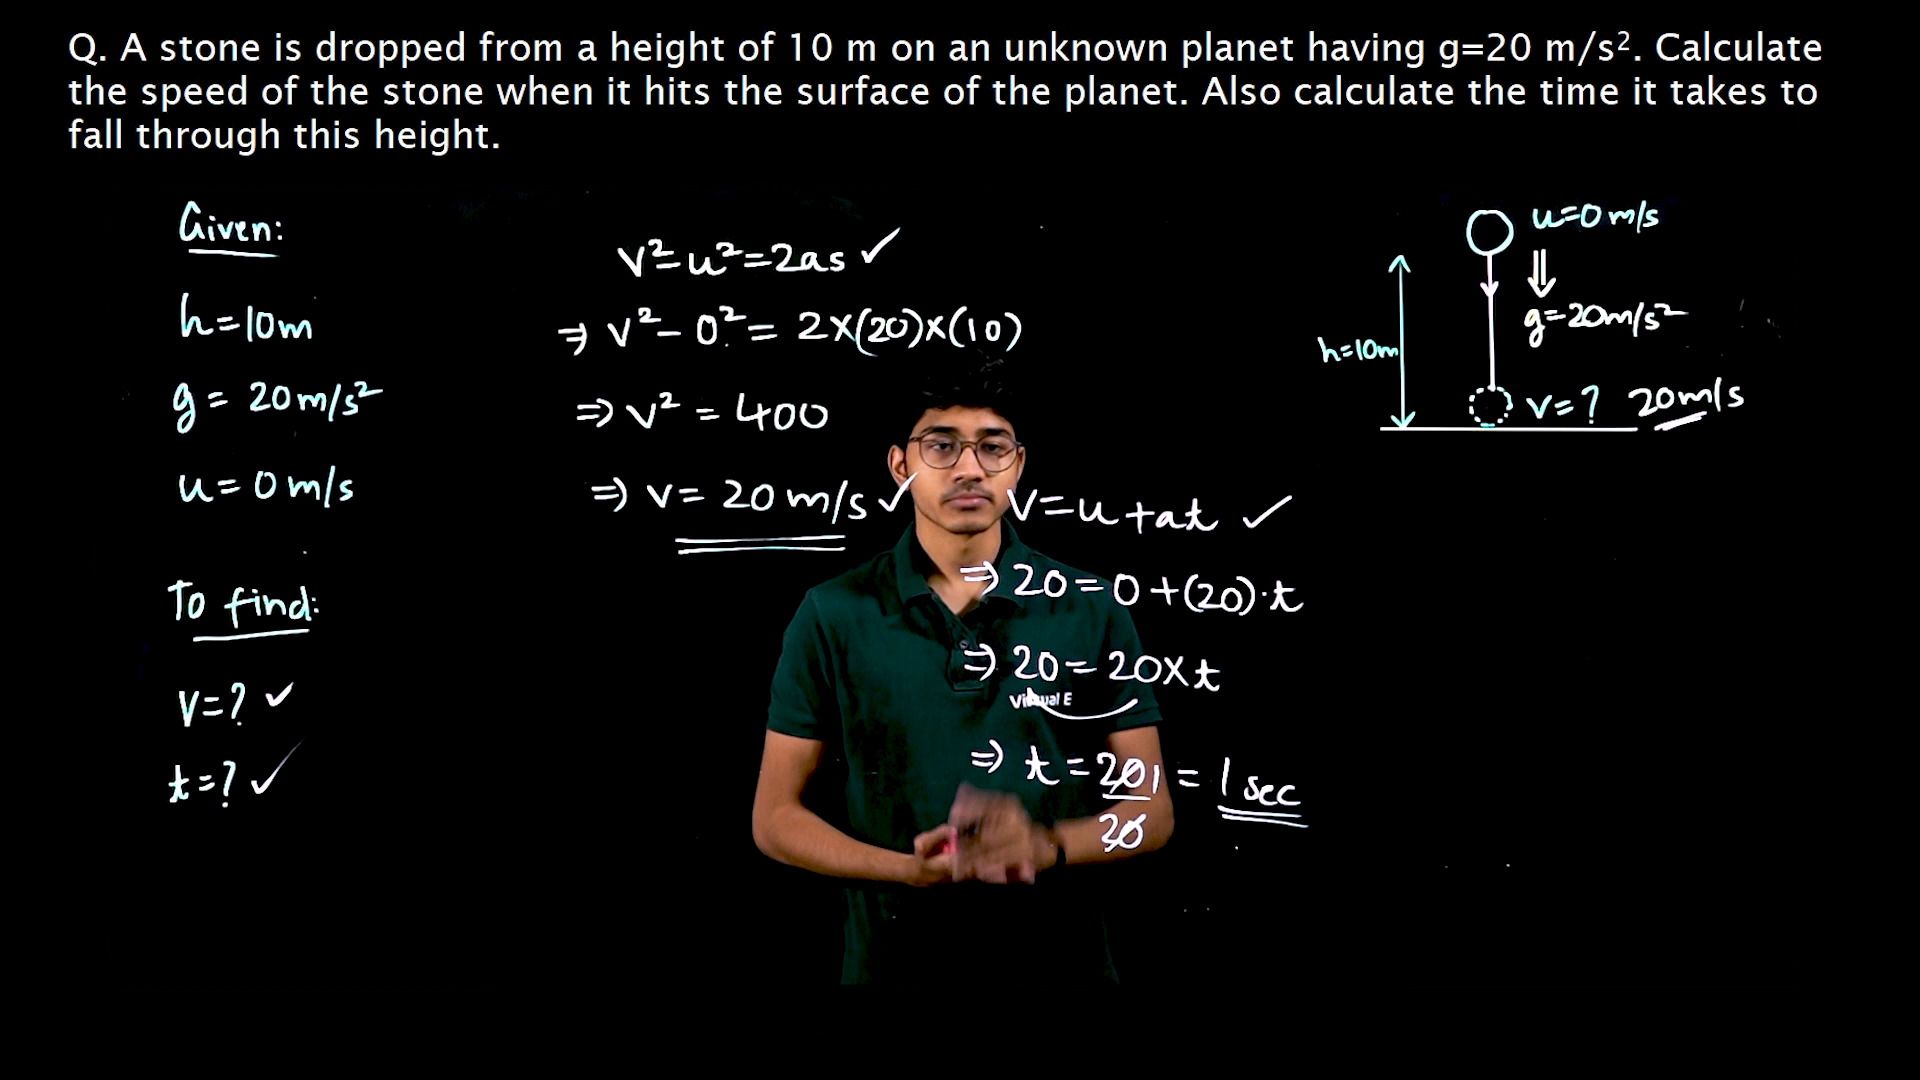 Q. A stone is dropped from a height of 10 m on an unknown planet having g=20 m/s². Calculate
the speed of the stone when it hits the surface of the planet. Also calculate the time it takes to
fall through this height.
Given:
h=10m
g= 20m/s²
u=0 m/s
To find:
v=? ✓
t=? ✓
v²-u²=2as ✓
⇒ v²-0²= 2×(20)×(10)
⇒ v² = 400
⇒ v= 20 m/s ✓
v=u+at ✓
⇒ 20=0+(20)·t
⇒ 20=20×t
⇒ t=20/20 1 = 1 sec
u=0 m/s
g=20m/s²
h=10m
v=? 20m/s